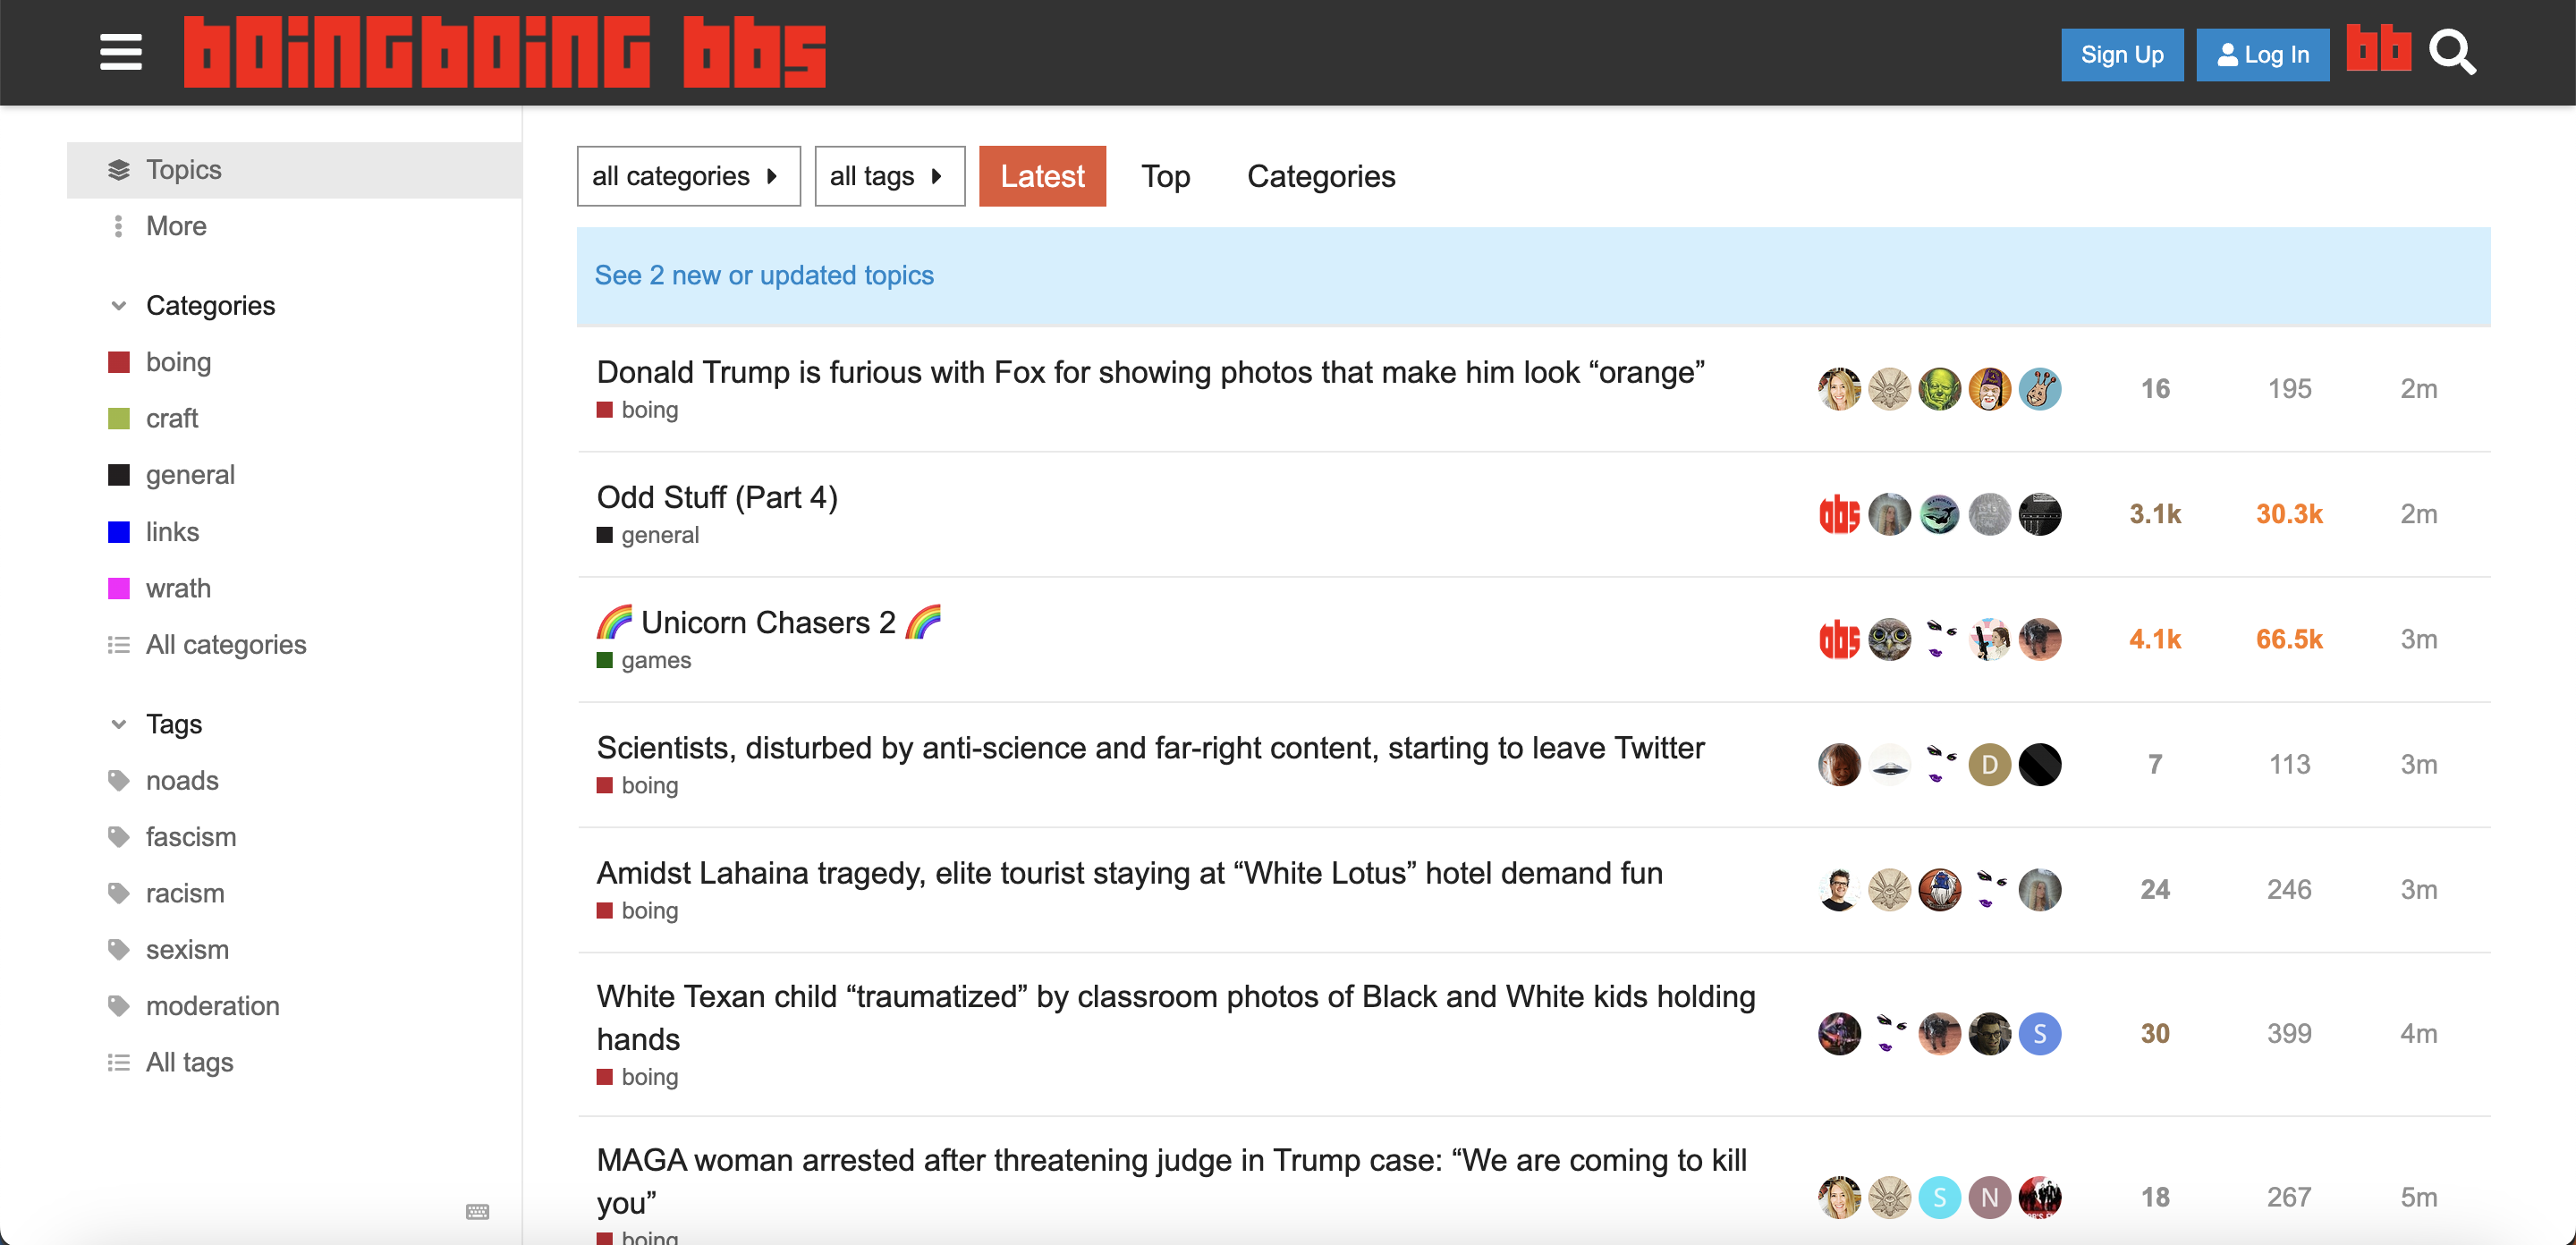 boingboing bbs
Sign Up
Log In
bb
Topics
More
Categories
boing
craft
general
links
wrath
All categories
Tags
noads
fascism
racism
sexism
moderation
All tags
all categories
all tags
Latest
Top
Categories
See 2 new or updated topics
Donald Trump is furious with Fox for showing photos that make him look “orange”
boing
16 195 2m
Odd Stuff (Part 4)
general
bbs
3.1k 30.3k 2m
🌈 Unicorn Chasers 2 🌈
games
bbs
4.1k 66.5k 3m
Scientists, disturbed by anti-science and far-right content, starting to leave Twitter
boing
D
7 113 3m
Amidst Lahaina tragedy, elite tourist staying at “White Lotus” hotel demand fun
boing
24 246 3m
White Texan child “traumatized” by classroom photos of Black and White kids holding
hands
boing
S
30 399 4m
MAGA woman arrested after threatening judge in Trump case: “We are coming to kill
you”
boing
S N
18 267 5m